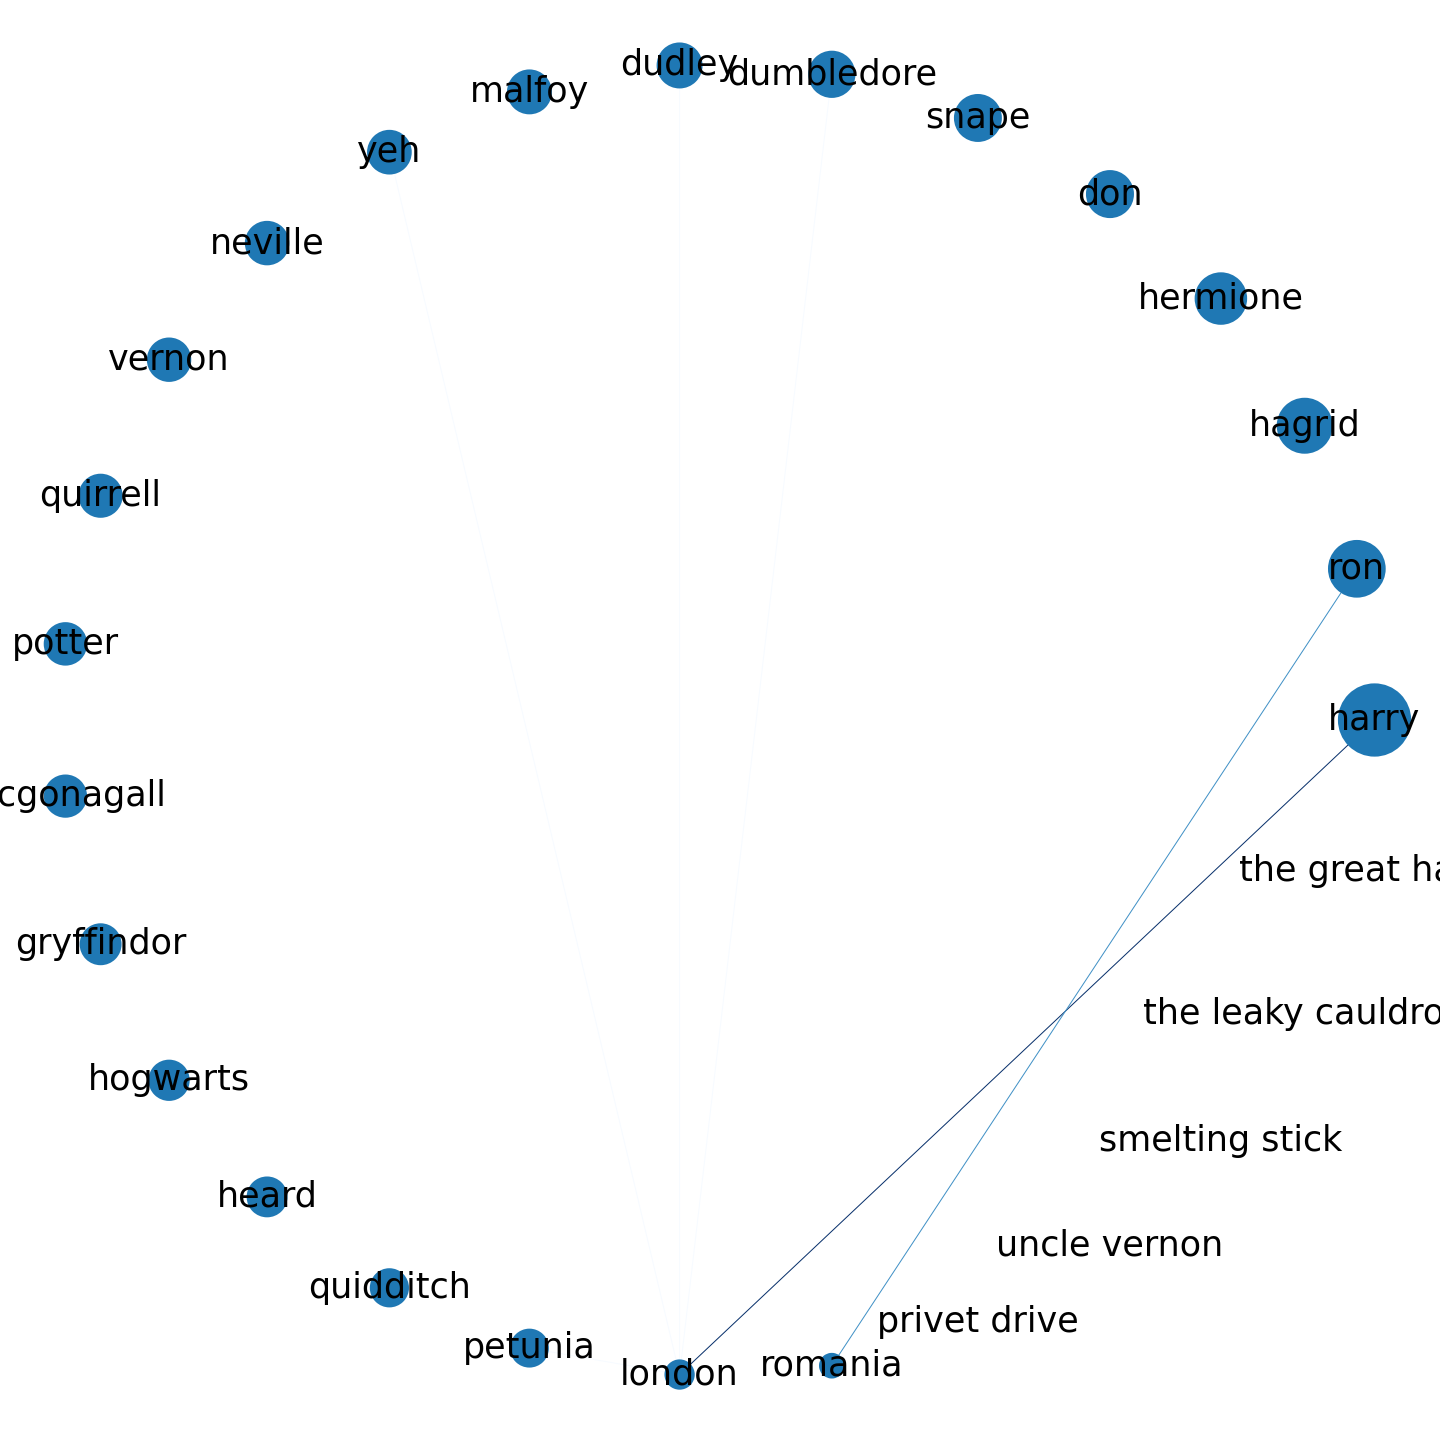 dudley
dumbledore
malfoy
snape
yeh
don
neville
hermione
vernon
hagrid
quirrell
ron
potter
harry
cgonagall
the great ha
gryffindor
the leaky cauldro
hogwarts
smelting stick
heard
uncle vernon
quidditch
privet drive
petunia
romania
london